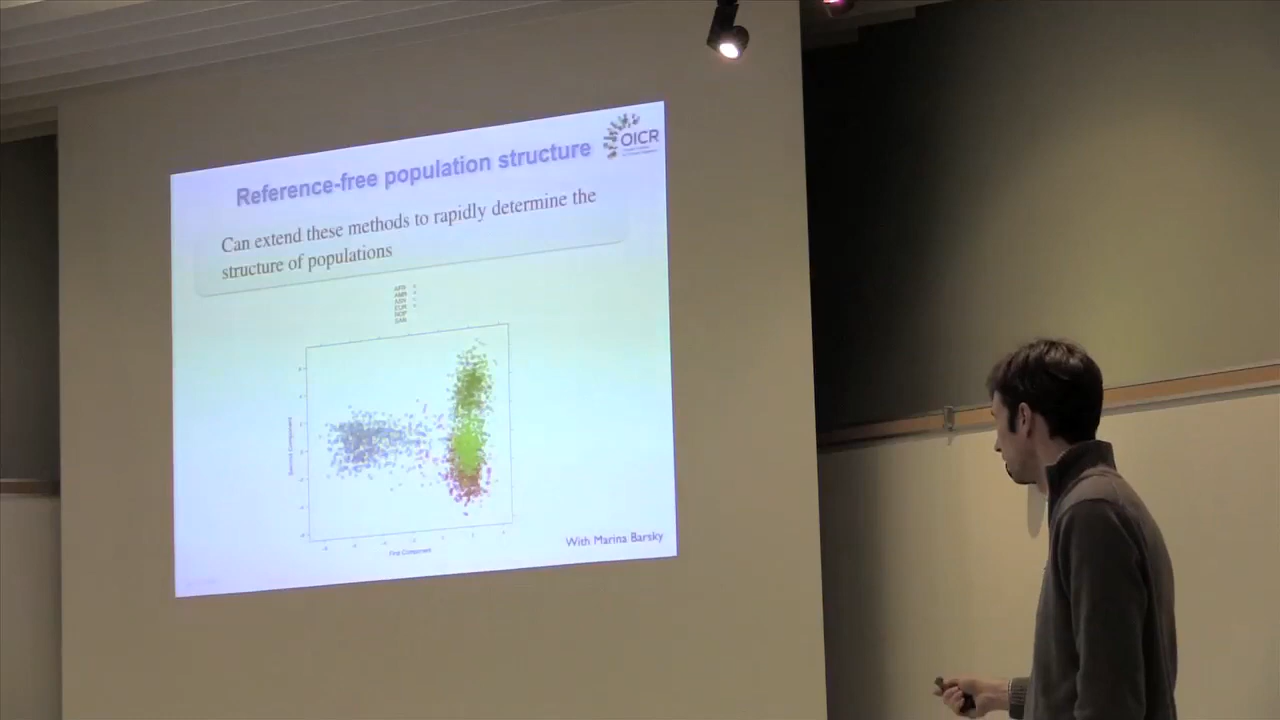 Reference-free population structure
OICR
Can extend these methods to rapidly determine the
structure of populations
AFR
AMR
ASN
EUR
Second Component
First Component
With Marina Barsky